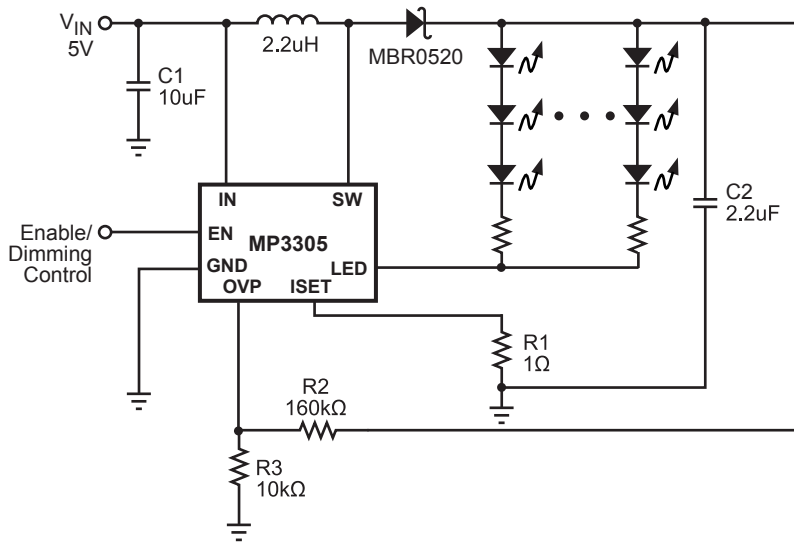 VIN
5V
2.2uH
MBR0520
C1
10uF
C2
2.2uF
IN
SW
Enable/
Dimming
Control
EN
MP3305
GND
LED
OVP
ISET
R1
1Ω
R2
160kΩ
R3
10kΩ